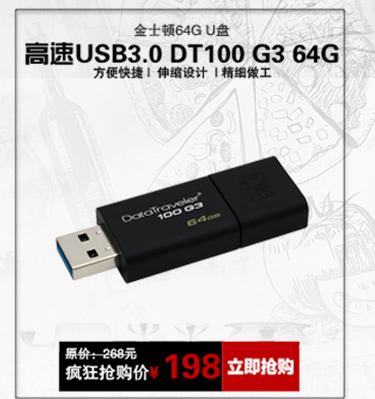 金士顿64G U盘
高速USB3.0 DT100 G3 64G
方便快捷 | 伸缩设计 | 精细做工
DataTraveler®
100 G3
64GB
原价：268元
疯狂抢购价¥198 立即抢购